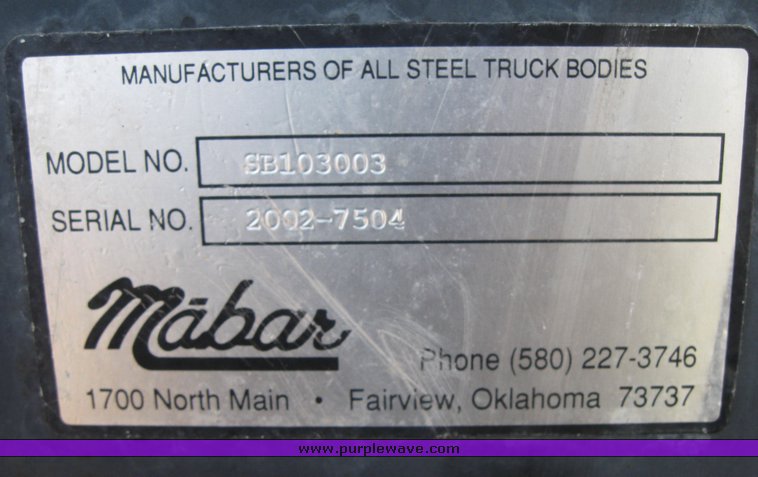 MANUFACTURERS OF ALL STEEL TRUCK BODIES
MODEL NO. SB103003
SERIAL NO. 2002-7504
Mābar
Phone (580) 227-3746
1700 North Main • Fairview, Oklahoma 73737
www.purplewave.com